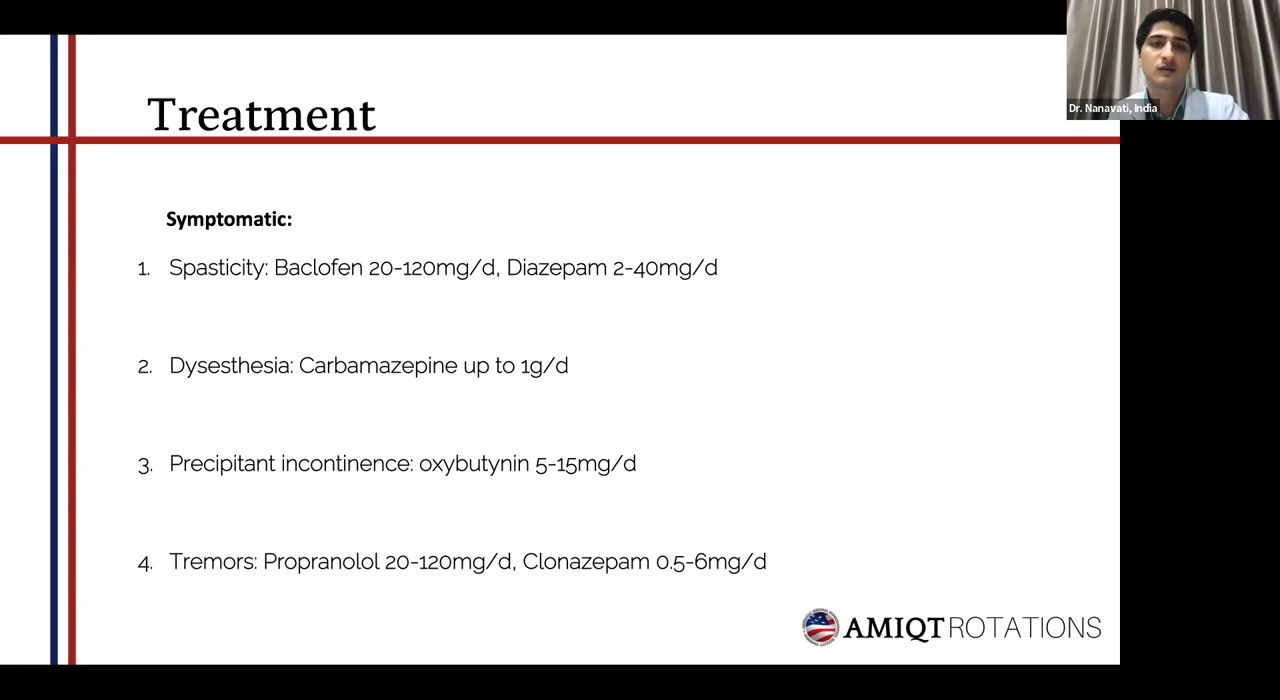 Dr. Nanavati, India
Treatment
Symptomatic:
1. Spasticity: Baclofen 20-120mg/d, Diazepam 2-40mg/d
2. Dysesthesia: Carbamazepine up to 1g/d
3. Precipitant incontinence: oxybutynin 5-15mg/d
4. Tremors: Propranolol 20-120mg/d, Clonazepam 0.5-6mg/d
AMIQT ROTATIONS